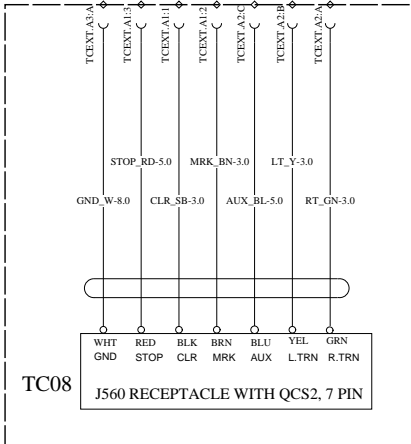 TCEXT.A3:A
TCEXT.A1:3
TCEXT.A1:1
TCEXT.A1:2
TCEXT.A2:C
TCEXT.A2:B
TCEXT.A2:A
STOP_RD-5.0 MRK_BN-3.0 LT_Y-3.0
GND_W-8.0 CLR_SB-3.0 AUX_BL-5.0 RT_GN-3.0
WHT RED BLK BRN BLU YEL GRN
GND STOP CLR MRK AUX L.TRN R.TRN
TC08
J560 RECEPTACLE WITH QCS2, 7 PIN